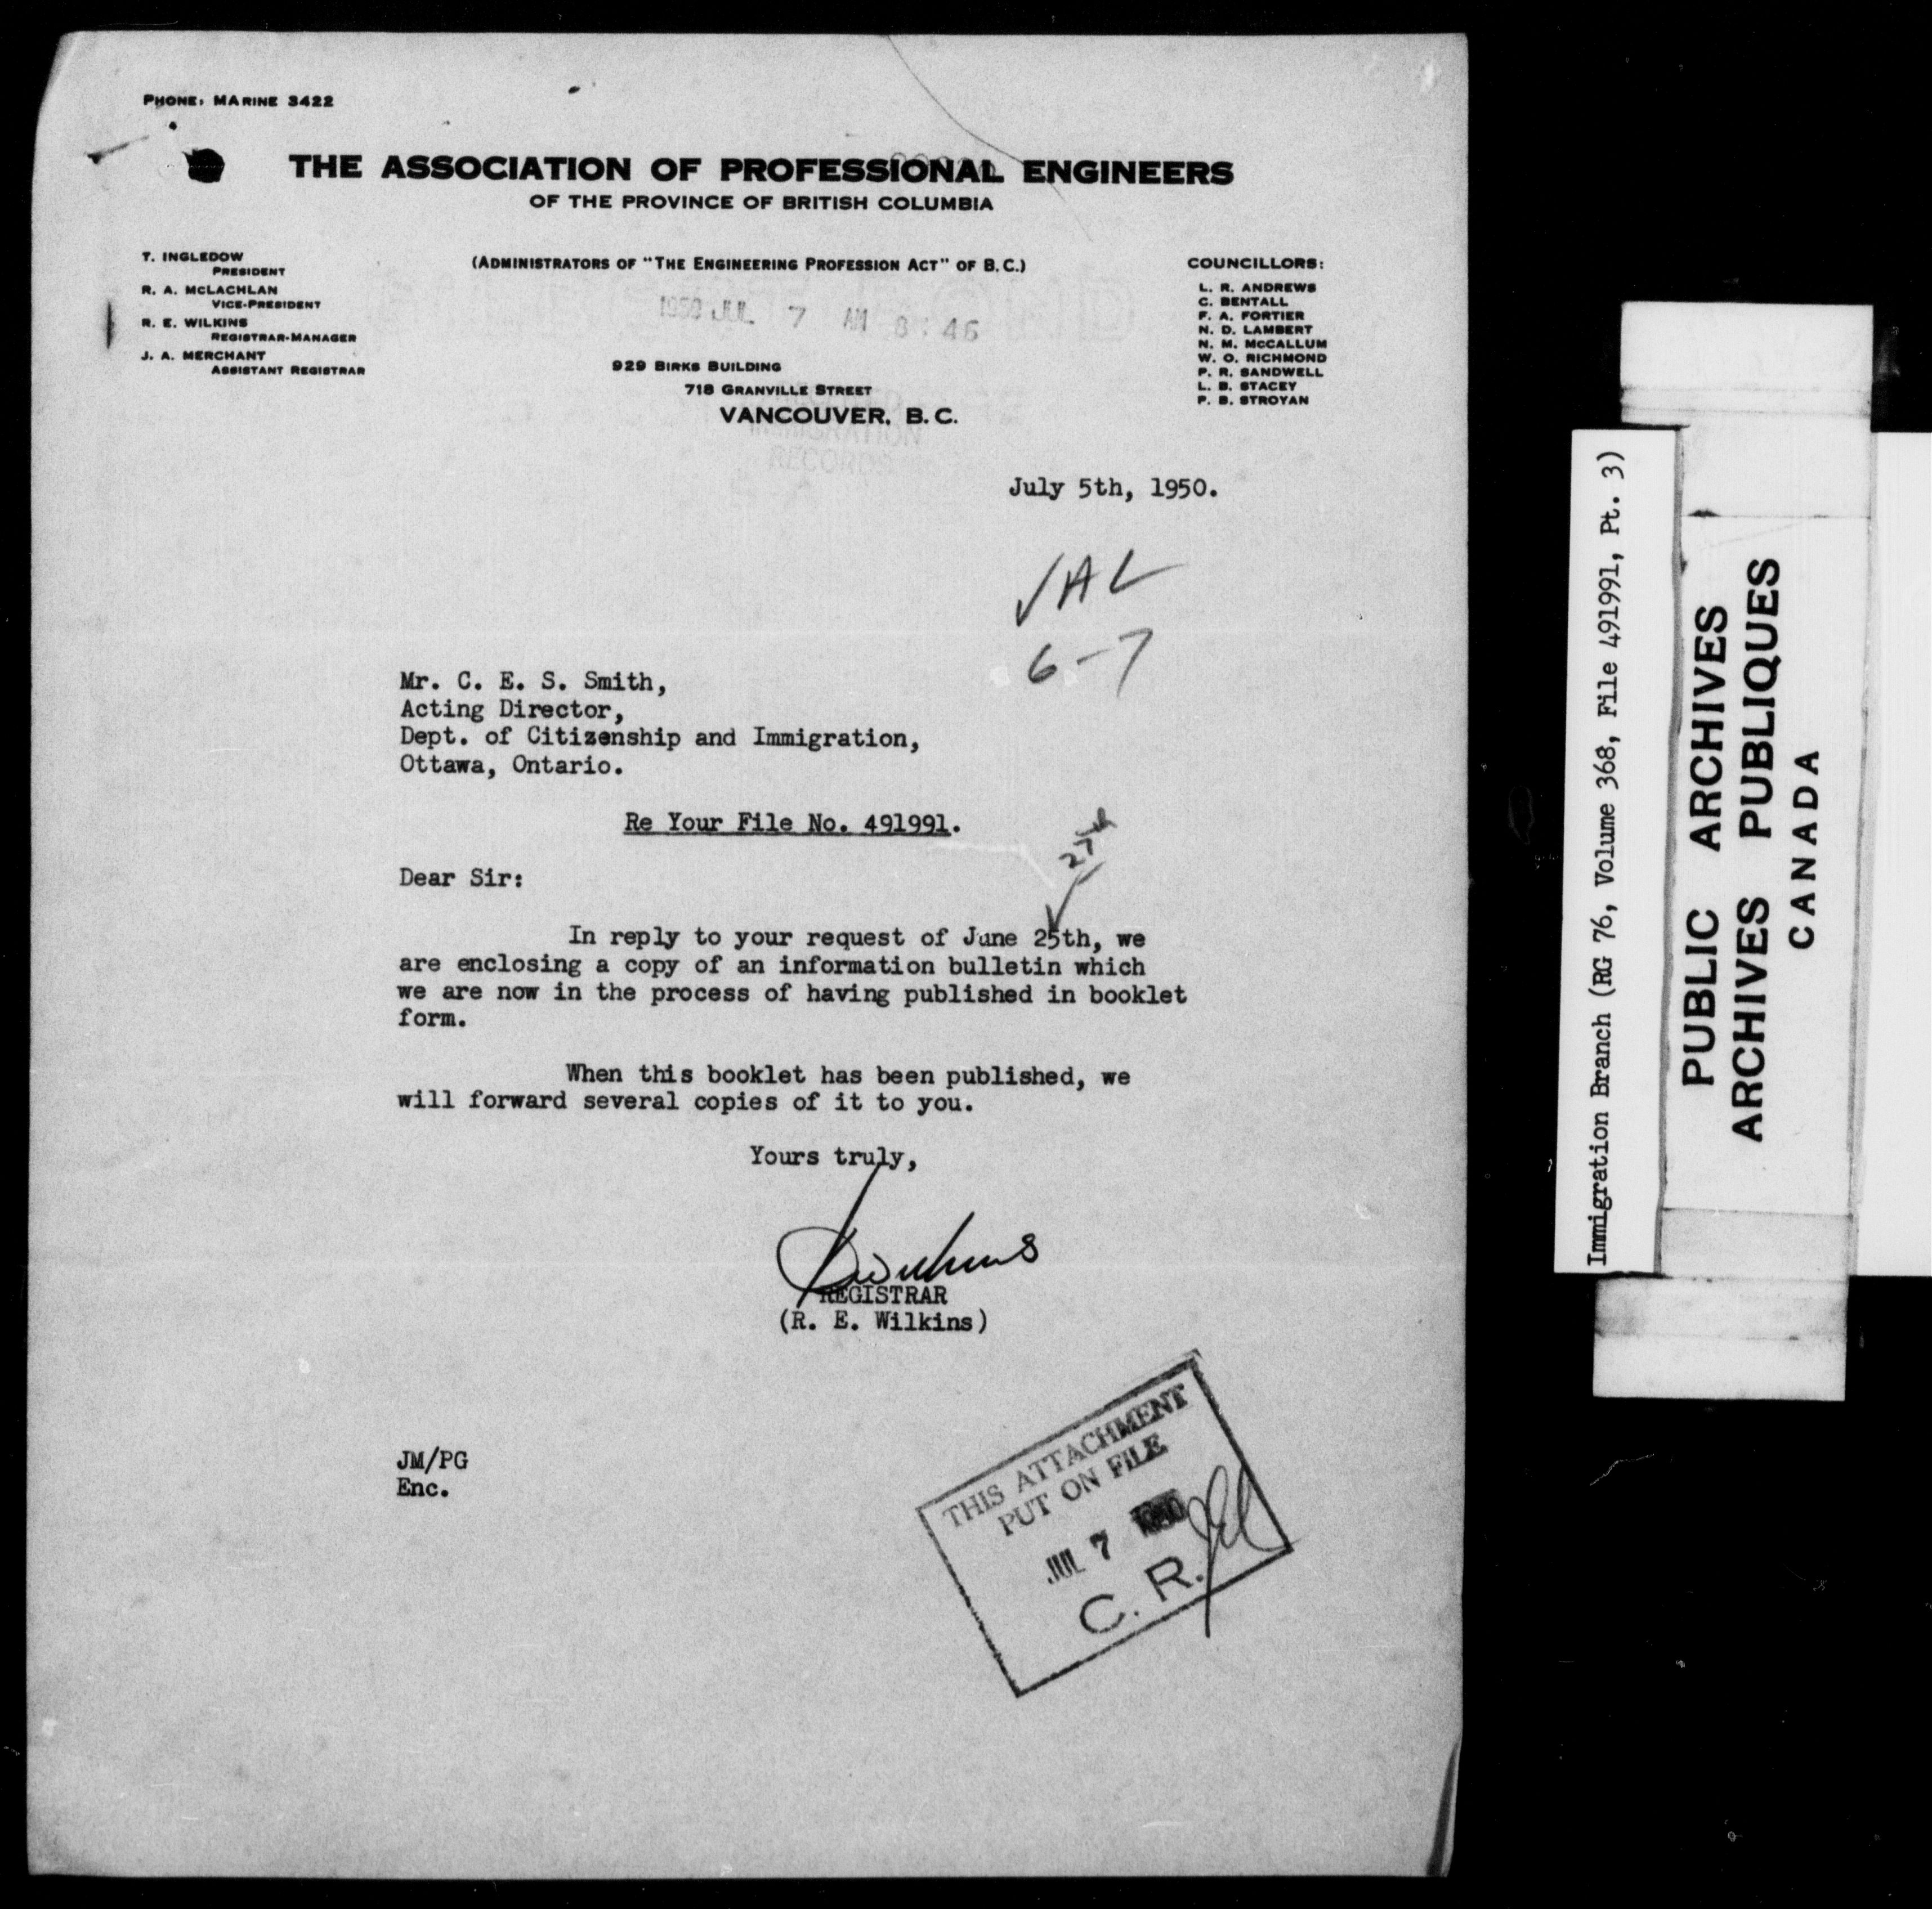 PHONE: MARINE 3422
THE ASSOCIATION OF PROFESSIONAL ENGINEERS
OF THE PROVINCE OF BRITISH COLUMBIA
(ADMINISTRATORS OF "THE ENGINEERING PROFESSION ACT" OF B.C.)
T. INGLEDOW
PRESIDENT
R. A. McLACHLAN
VICE-PRESIDENT
R. E. WILKINS
REGISTRAR-MANAGER
J. A. MERCHANT
ASSISTANT REGISTRAR
1950 JUL 7 AM 8:46
929 BIRKS BUILDING
718 GRANVILLE STREET
VANCOUVER, B.C.
IMMIGRATION
RECORDS
COUNCILLORS:
L. R. ANDREWS
C. BENTALL
F. A. FORTIER
N. D. LAMBERT
N. M. McCALLUM
W. O. RICHMOND
P. R. SANDWELL
L. B. STACEY
P. B. STROYAN
July 5th, 1950.
6-7
Mr. C. E. S. Smith,
Acting Director,
Dept. of Citizenship and Immigration,
Ottawa, Ontario.
Re Your File No. 491991.
27th
Dear Sir:
In reply to your request of June 25th, we
are enclosing a copy of an information bulletin which
we are now in the process of having published in booklet
form.
When this booklet has been published, we
will forward several copies of it to you.
Yours truly,
REGISTRAR
(R. E. Wilkins)
JM/PG
Enc.
THIS ATTACHMENT
PUT ON FILE
JUL 7 1950
C. R.
Immigration Branch (RG 76, Volume 368, File 491991, Pt. 3)
PUBLIC ARCHIVES
ARCHIVES PUBLIQUES
CANADA